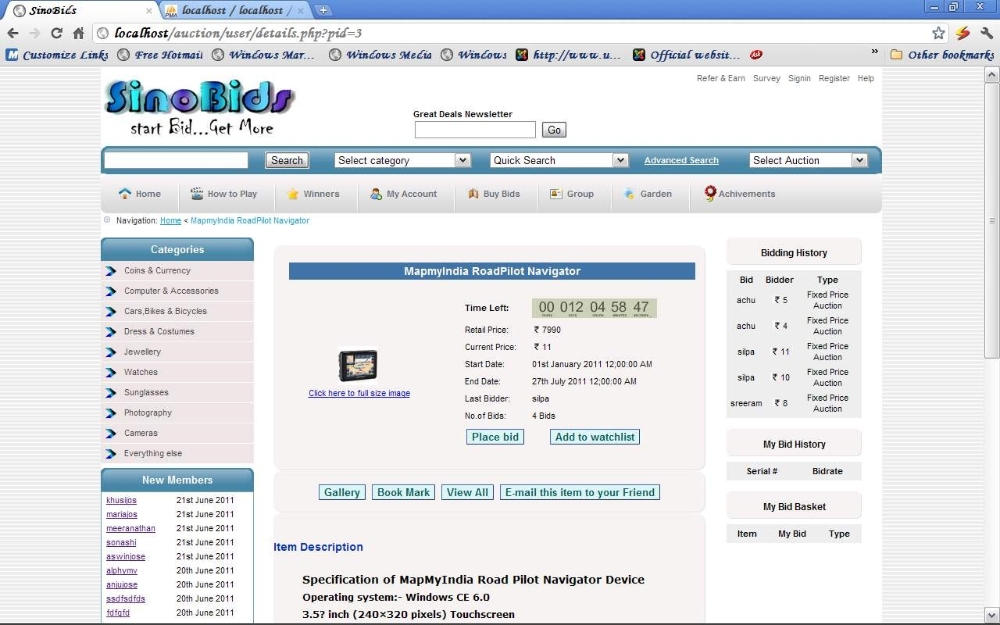 SinoBids
localhost / localhost /
localhost/auction/user/details.php?pid=3
Customize Links Free Hotmail Windows Mar... Windows Media Windows http://www.u... Official websit... Ask » Other bookmarks
Refer & Earn Survey Signin Register Help
SinoBids
start Bid...Get More
Great Deals Newsletter
Go
Search Select category Quick Search Advanced Search Select Auction
Home How to Play Winners My Account Buy Bids Group Garden Achivements
Navigation: Home < MapmyIndia RoadPilot Navigator
Categories
Coins & Currency
Computer & Accessories
Cars,Bikes & Bicycles
Dress & Costumes
Jewellery
Watches
Sunglasses
Photography
Cameras
Everything else
New Members
khusijos 21st June 2011
mariajos 21st June 2011
meeranathan 21st June 2011
sonashi 21st June 2011
aswinjose 21st June 2011
alphymv 20th June 2011
anjujose 20th June 2011
ssdfsdfds 20th June 2011
fdfgfd 20th June 2011
MapmyIndia RoadPilot Navigator
Click here to full size image
Time Left: 00 012 04 58 47
YEARS DAYS HOURS MINUTES SECONDS
Retail Price: ₹ 7990
Current Price: ₹ 11
Start Date: 01st January 2011 12;00:00 AM
End Date: 27th July 2011 12;00:00 AM
Last Bidder: silpa
No.of Bids: 4 Bids
Place bid Add to watchlist
Gallery Book Mark View All E-mail this item to your Friend
Item Description
Specification of MapMyIndia Road Pilot Navigator Device
Operating system:- Windows CE 6.0
3.5? inch (240×320 pixels) Touchscreen
Bidding History
Bid Bidder Type
achu ₹ 5 Fixed Price
Auction
achu ₹ 4 Fixed Price
Auction
silpa ₹ 11 Fixed Price
Auction
silpa ₹ 10 Fixed Price
Auction
sreeram ₹ 8 Fixed Price
Auction
My Bid History
Serial # Bidrate
My Bid Basket
Item My Bid Type